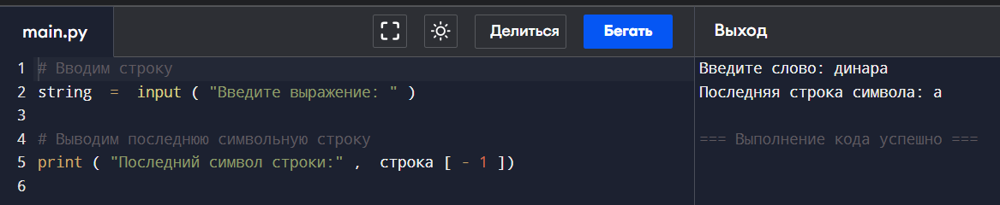 main.py Делиться Бегать Выход
1 # Вводим строку
2 string = input ( "Введите выражение: " )
3
4 # Выводим последнюю символьную строку
5 print ( "Последний символ строки:" , строка [ - 1 ])
6
Введите слово: динара
Последняя строка символа: а
=== Выполнение кода успешно ===